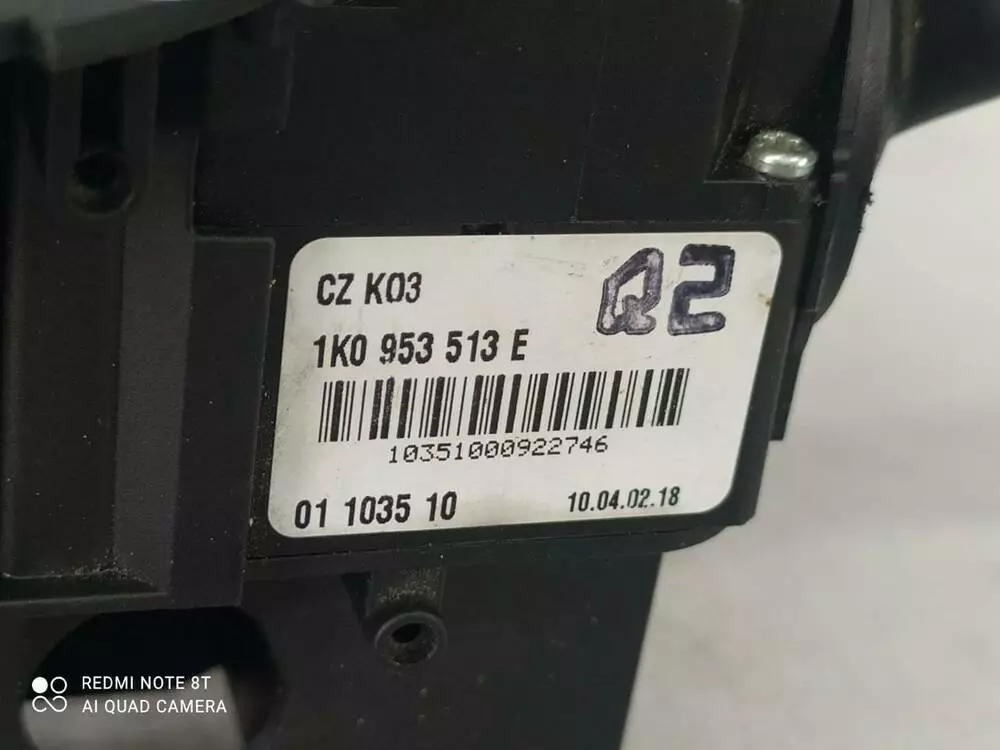 CZ K03
Q2
1K0 953 513 E
10351000922746
01 1035 10
10.04.02.18
REDMI NOTE 8T
AI QUAD CAMERA